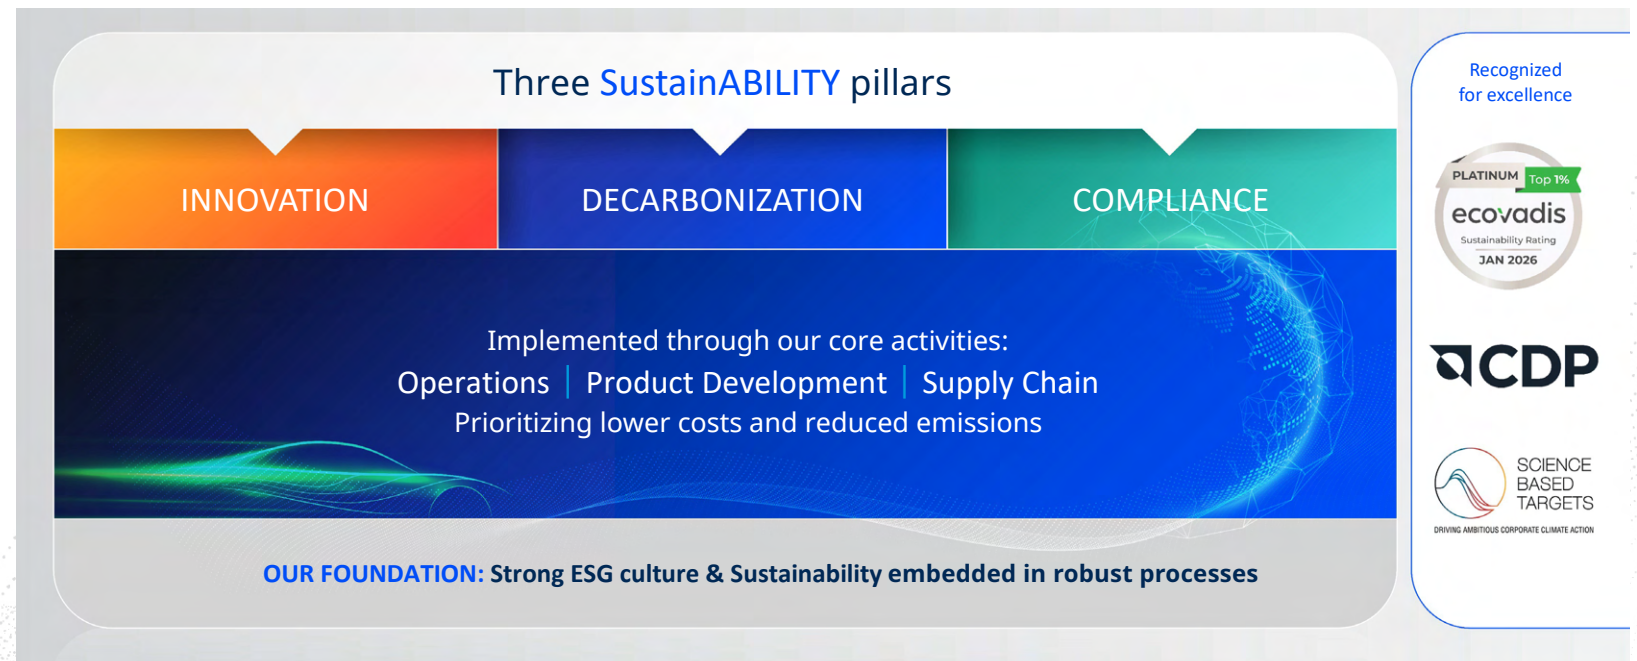 Three SustainABILITY pillars
INNOVATION
DECARBONIZATION
COMPLIANCE
Implemented through our core activities:
Operations | Product Development | Supply Chain
Prioritizing lower costs and reduced emissions
OUR FOUNDATION: Strong ESG culture & Sustainability embedded in robust processes
Recognized
for excellence
PLATINUM Top 1%
ecovadis
Sustainability Rating
JAN 2026
CDP
SCIENCE
BASED
TARGETS
DRIVING AMBITIOUS CORPORATE CLIMATE ACTION